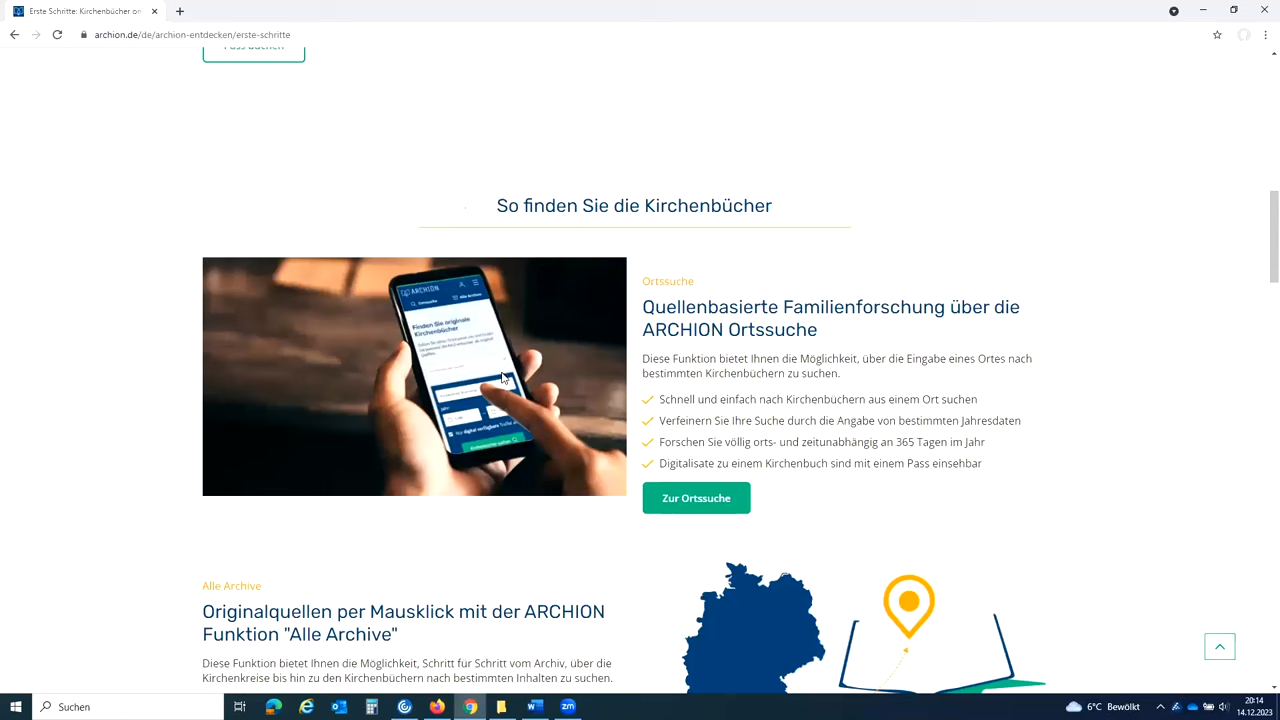 Erste Schritte: Kirchenbücher on
archion.de/de/archion-entdecken/erste-schritte
So finden Sie die Kirchenbücher
ARCHION
Alle Archive
Finden Sie originale
Kirchenbücher
Ortssuche
Quellenbasierte Familienforschung über die
ARCHION Ortssuche
Diese Funktion bietet Ihnen die Möglichkeit, über die Eingabe eines Ortes nach
bestimmten Kirchenbüchern zu suchen.
Schnell und einfach nach Kirchenbüchern aus einem Ort suchen
Verfeinern Sie Ihre Suche durch die Angabe von bestimmten Jahresdaten
Forschen Sie völlig orts- und zeitunabhängig an 365 Tagen im Jahr
Digitalisate zu einem Kirchenbuch sind mit einem Pass einsehbar
Zur Ortssuche
Alle Archive
Originalquellen per Mausklick mit der ARCHION
Funktion "Alle Archive"
Diese Funktion bietet Ihnen die Möglichkeit, Schritt für Schritt vom Archiv, über die
Kirchenkreise bis hin zu den Kirchenbüchern nach bestimmten Inhalten zu suchen.
Suchen
6°C Bewölkt
20:14
14.12.2023